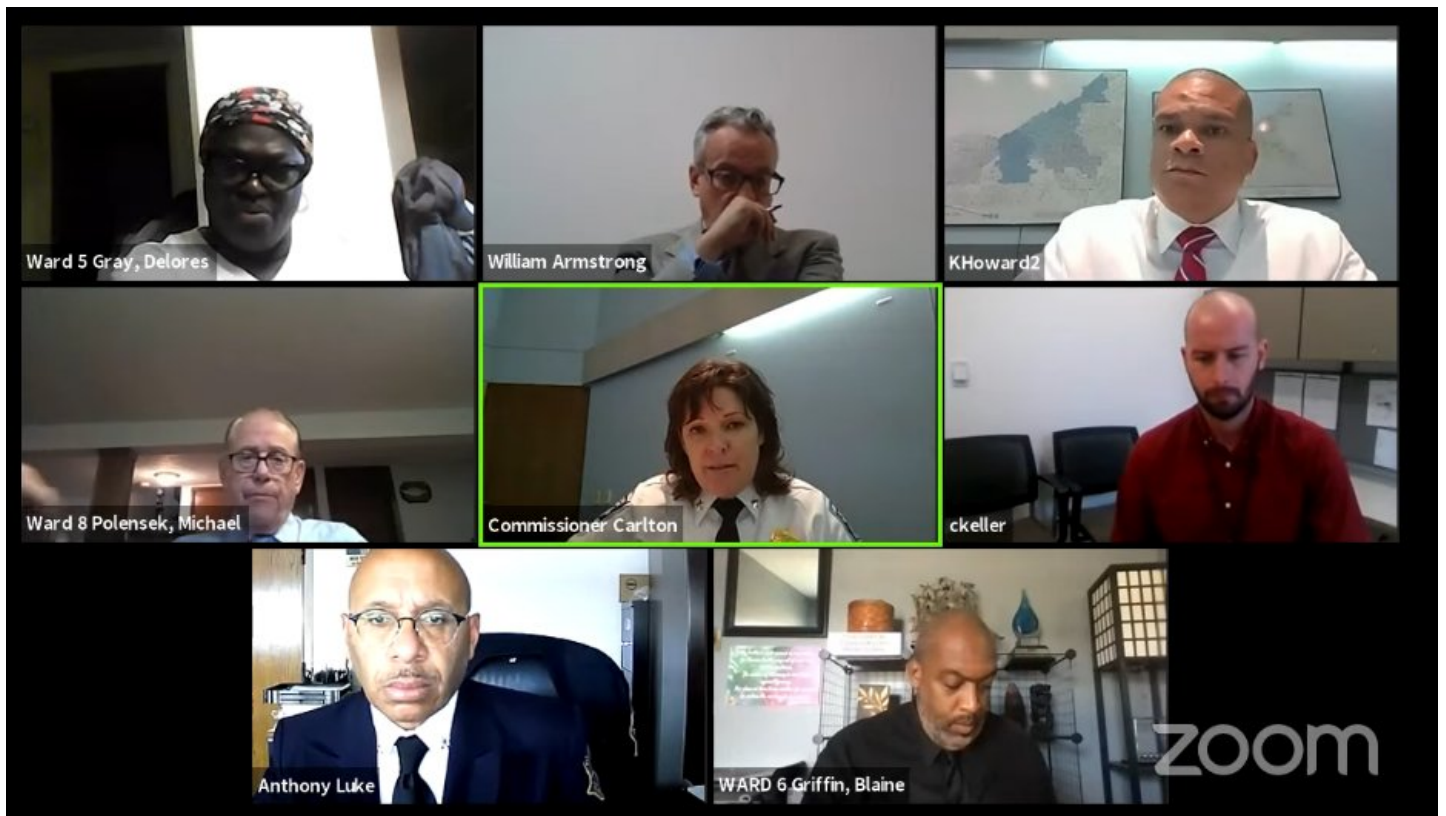 Ward 5 Gray, Delores
William Armstrong
KHoward2
Ward 8 Polensek, Michael
Commissioner Carlton
ckeller
Anthony Luke
WARD 6 Griffin, Blaine
zoom